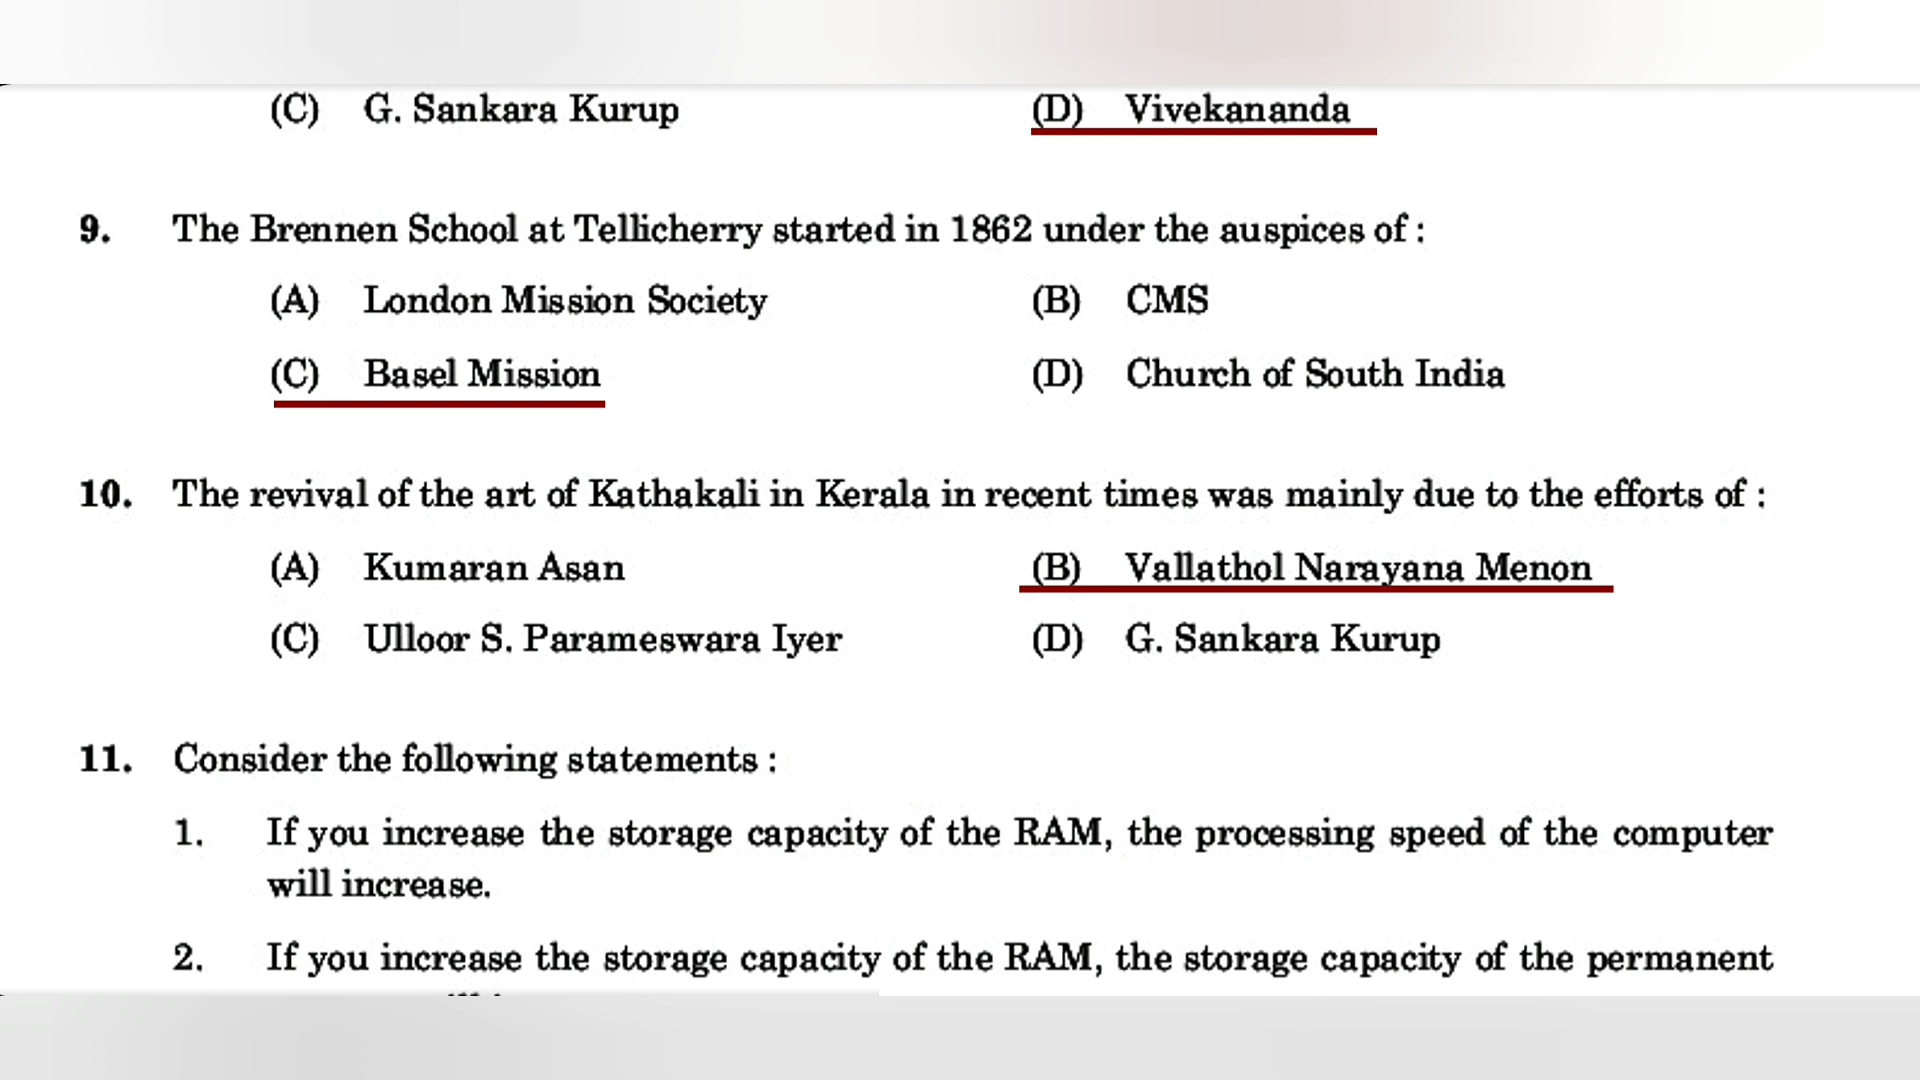 (C) G. Sankara Kurup (D) Vivekananda
9. The Brennen School at Tellicherry started in 1862 under the auspices of :
(A) London Mission Society (B) CMS
(C) Basel Mission (D) Church of South India
10. The revival of the art of Kathakali in Kerala in recent times was mainly due to the efforts of :
(A) Kumaran Asan (B) Vallathol Narayana Menon
(C) Ulloor S. Parameswara Iyer (D) G. Sankara Kurup
11. Consider the following statements :
1. If you increase the storage capacity of the RAM, the processing speed of the computer
will increase.
2. If you increase the storage capacity of the RAM, the storage capacity of the permanent